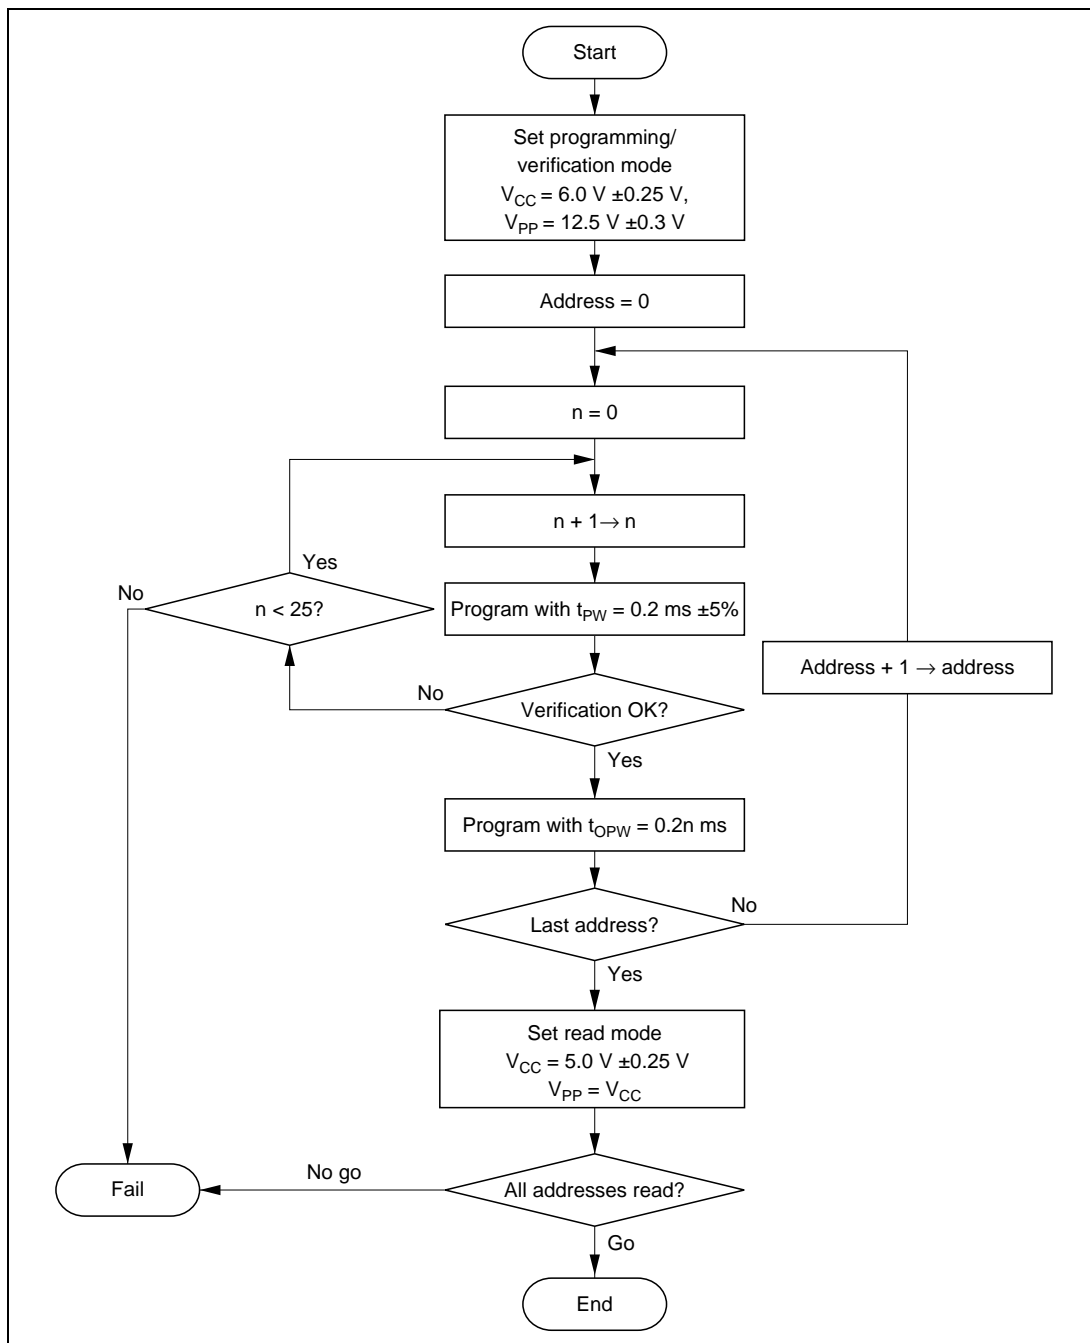 Start
Set programming/
verification mode
VCC = 6.0 V ±0.25 V,
VPP = 12.5 V ±0.3 V
Address = 0
n = 0
n + 1→ n
Yes
No
n < 25?
Program with tPW = 0.2 ms ±5%
Address + 1 → address
No
Verification OK?
Yes
Program with tOPW = 0.2n ms
Last address?
No
Yes
Set read mode
VCC = 5.0 V ±0.25 V
VPP = VCC
No go
Fail
All addresses read?
Go
End